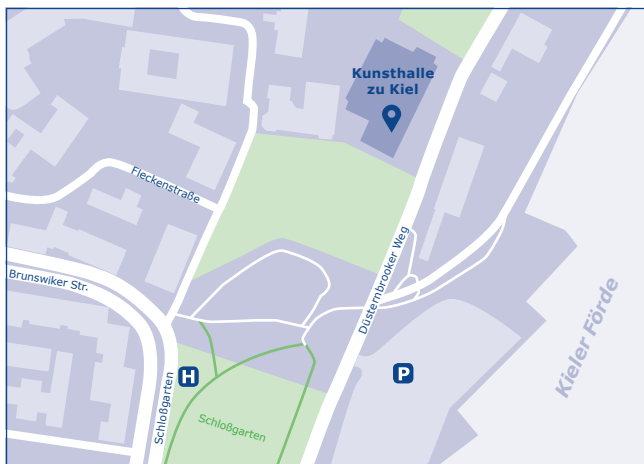 Kunsthalle
zu Kiel
Fleckenstraße
Düsternbrooker Weg
Brunswiker Str.
Kieler Förde
H
P
Schloßgarten
Schloßgarten